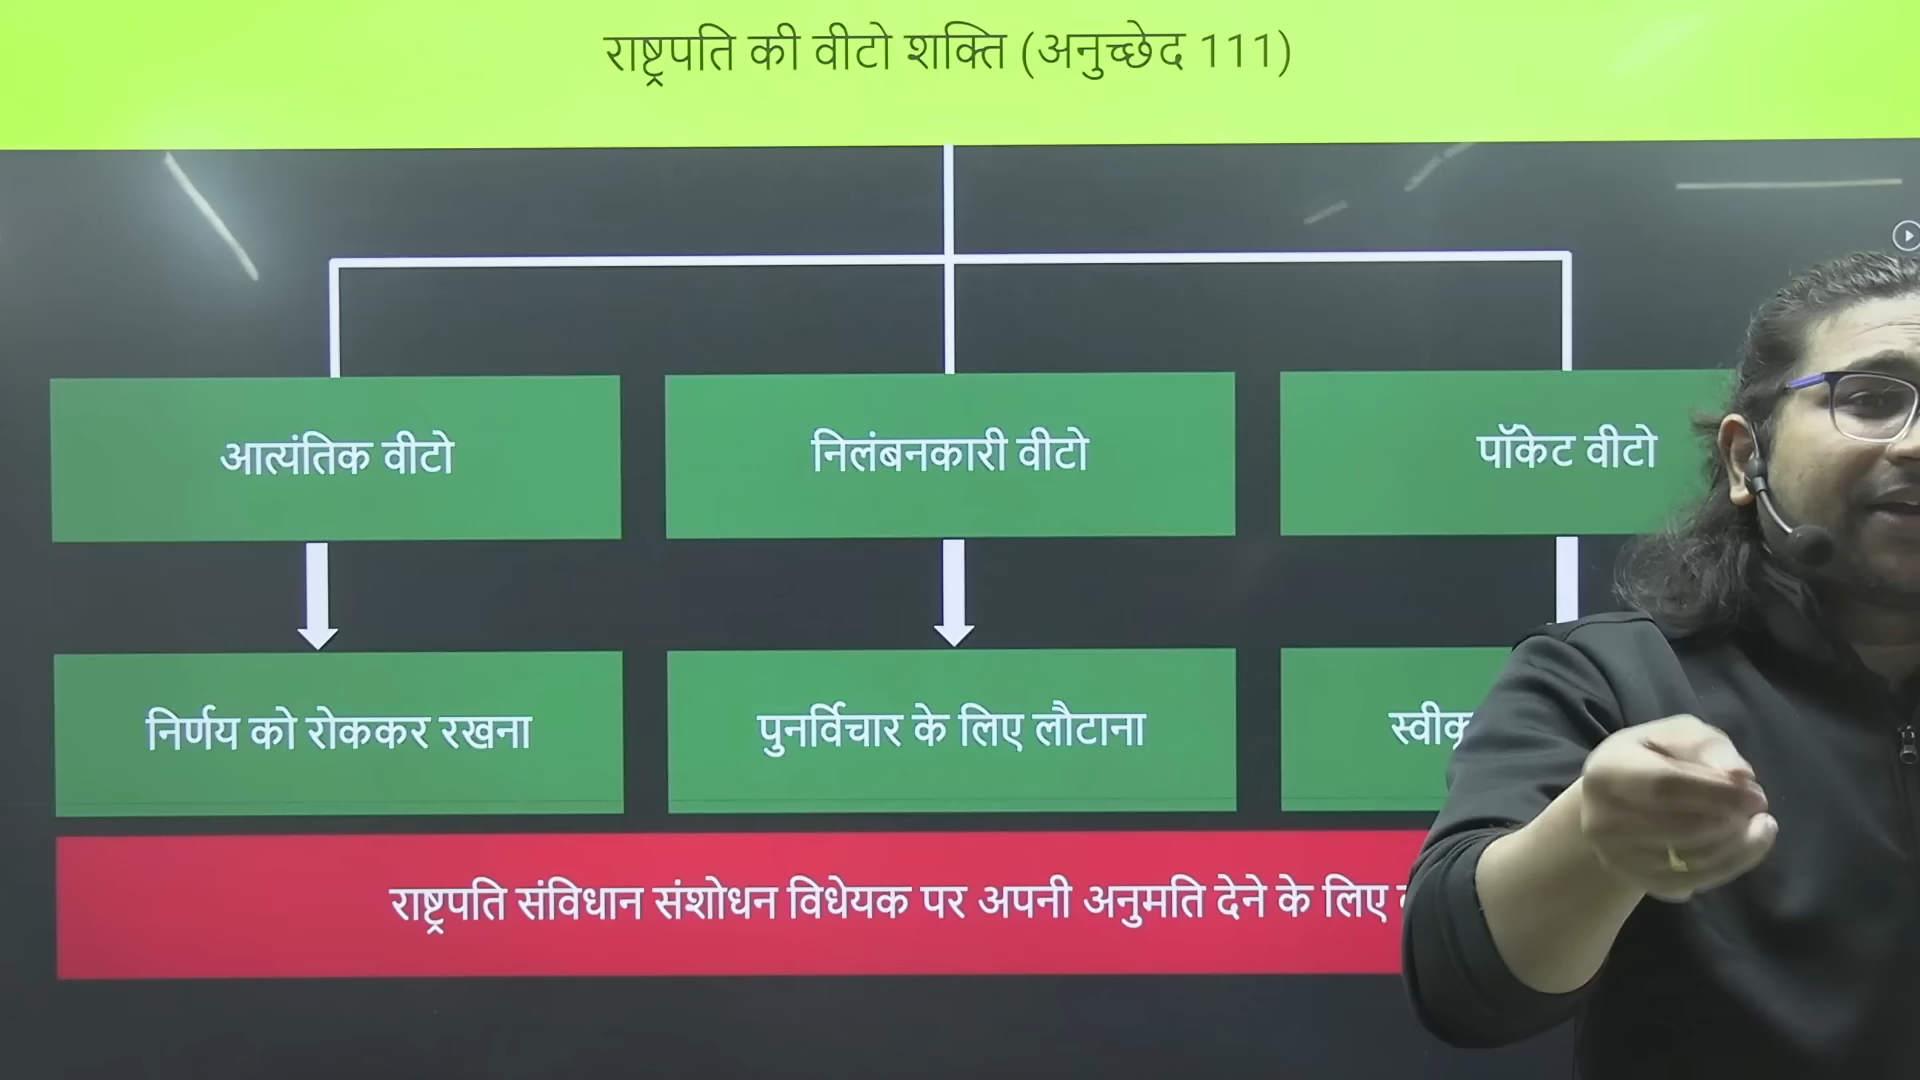 राष्ट्रपति की वीटो शक्ति (अनुच्छेद 111)
आत्यंतिक वीटो
निलंबनकारी वीटो
पॉकेट वीटो
निर्णय को रोककर रखना
पुनर्विचार के लिए लौटाना
राष्ट्रपति संविधान संशोधन विधेयक पर अपनी अनुमति देने के लिए